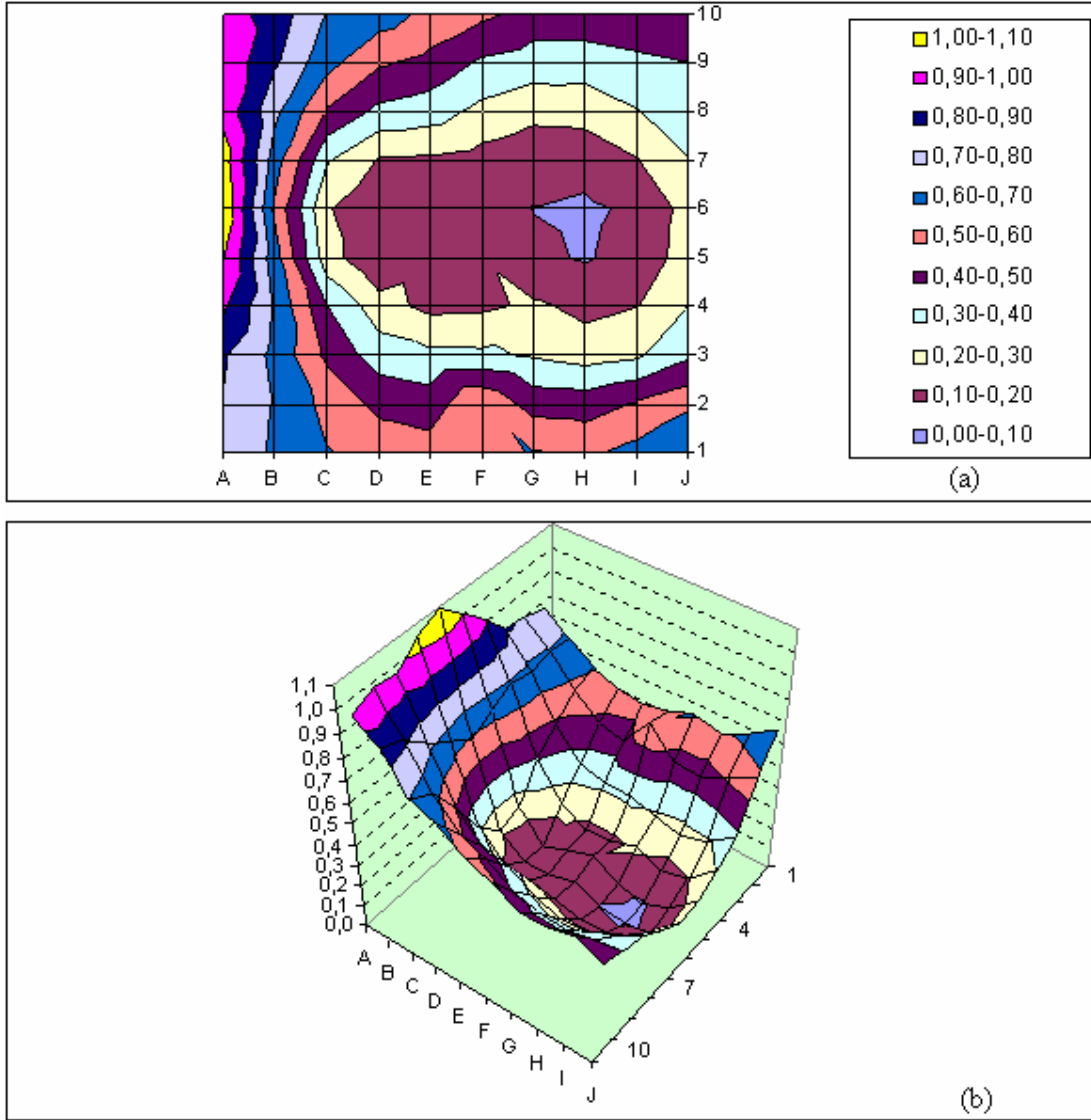 10
9
8
7
6
5
4
3
2
1
A B C D E F G H I J
1,00-1,10
0,90-1,00
0,80-0,90
0,70-0,80
0,60-0,70
0,50-0,60
0,40-0,50
0,30-0,40
0,20-0,30
0,10-0,20
0,00-0,10
(a)
1,1
1,0
0,9
0,8
0,7
0,6
0,5
0,4
0,3
0,2
0,1
0,0
A
B
C
D
E
F
G
H
I
J
1
4
7
10
(b)